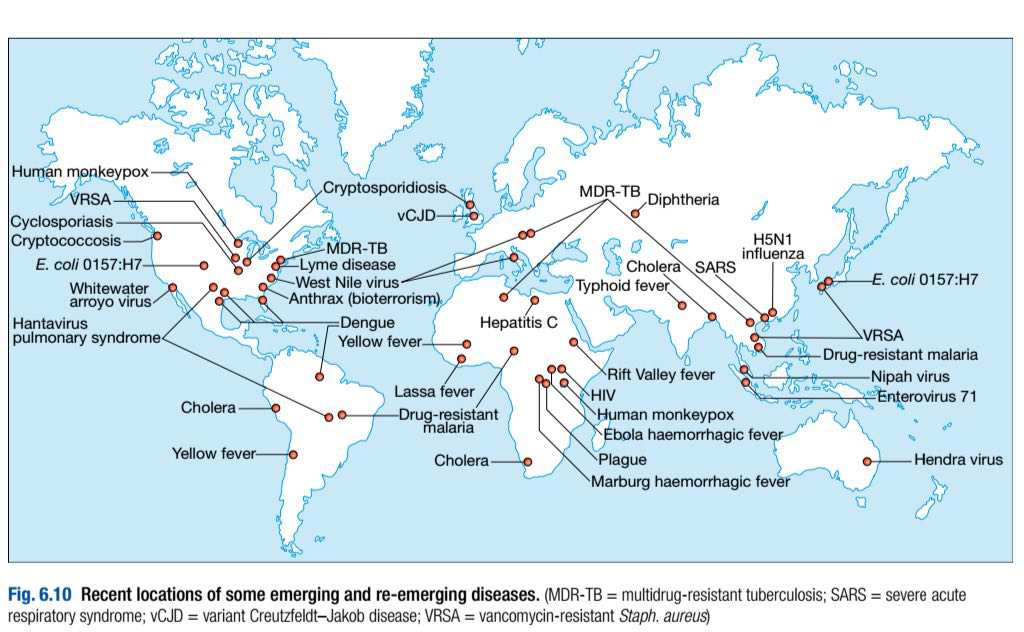 Human monkeypox
VRSA
Cyclosporiasis
Cryptococcosis
E. coli 0157:H7
Whitewater
arroyo virus
Hantavirus
pulmonary syndrome
Cholera
Yellow fever
Cryptosporidiosis
vCJD
MDR-TB
Lyme disease
West Nile virus
Anthrax (bioterrorism)
Dengue
Yellow fever
Lassa fever
Drug-resistant
malaria
Cholera
Hepatitis C
MDR-TB
Diphtheria
Cholera
Typhoid fever
SARS
H5N1
influenza
E. coli 0157:H7
VRSA
Drug-resistant malaria
Nipah virus
Enterovirus 71
Rift Valley fever
HIV
Human monkeypox
Ebola haemorrhagic fever
Plague
Marburg haemorrhagic fever
Hendra virus
Fig. 6.10 Recent locations of some emerging and re-emerging diseases. (MDR-TB = multidrug-resistant tuberculosis; SARS = severe acute
respiratory syndrome; vCJD = variant Creutzfeldt–Jakob disease; VRSA = vancomycin-resistant Staph. aureus)